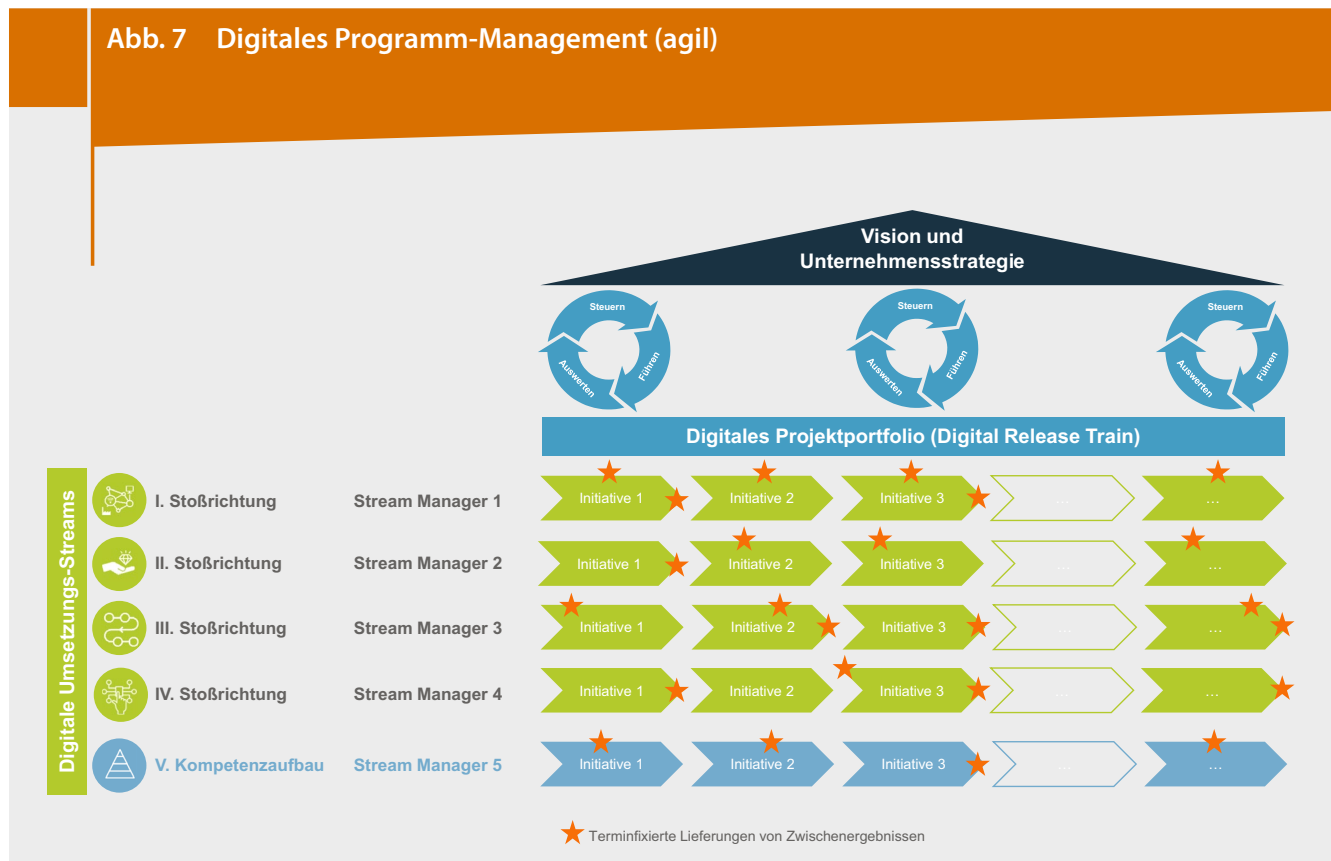 Abb. 7 Digitales Programm-Management (agil)
Vision und
Unternehmensstrategie
Steuern
Führen
Auswerten
Steuern
Führen
Auswerten
Steuern
Führen
Auswerten
Digitales Projektportfolio (Digital Release Train)
Digitale Umsetzungs-Streams
I. Stoßrichtung Stream Manager 1 Initiative 1 Initiative 2 Initiative 3 ... ...
II. Stoßrichtung Stream Manager 2 Initiative 1 Initiative 2 Initiative 3 ... ...
III. Stoßrichtung Stream Manager 3 Initiative 1 Initiative 2 Initiative 3 ... ...
IV. Stoßrichtung Stream Manager 4 Initiative 1 Initiative 2 Initiative 3 ... ...
V. Kompetenzaufbau Stream Manager 5 Initiative 1 Initiative 2 Initiative 3 ... ...
Terminfixierte Lieferungen von Zwischenergebnissen